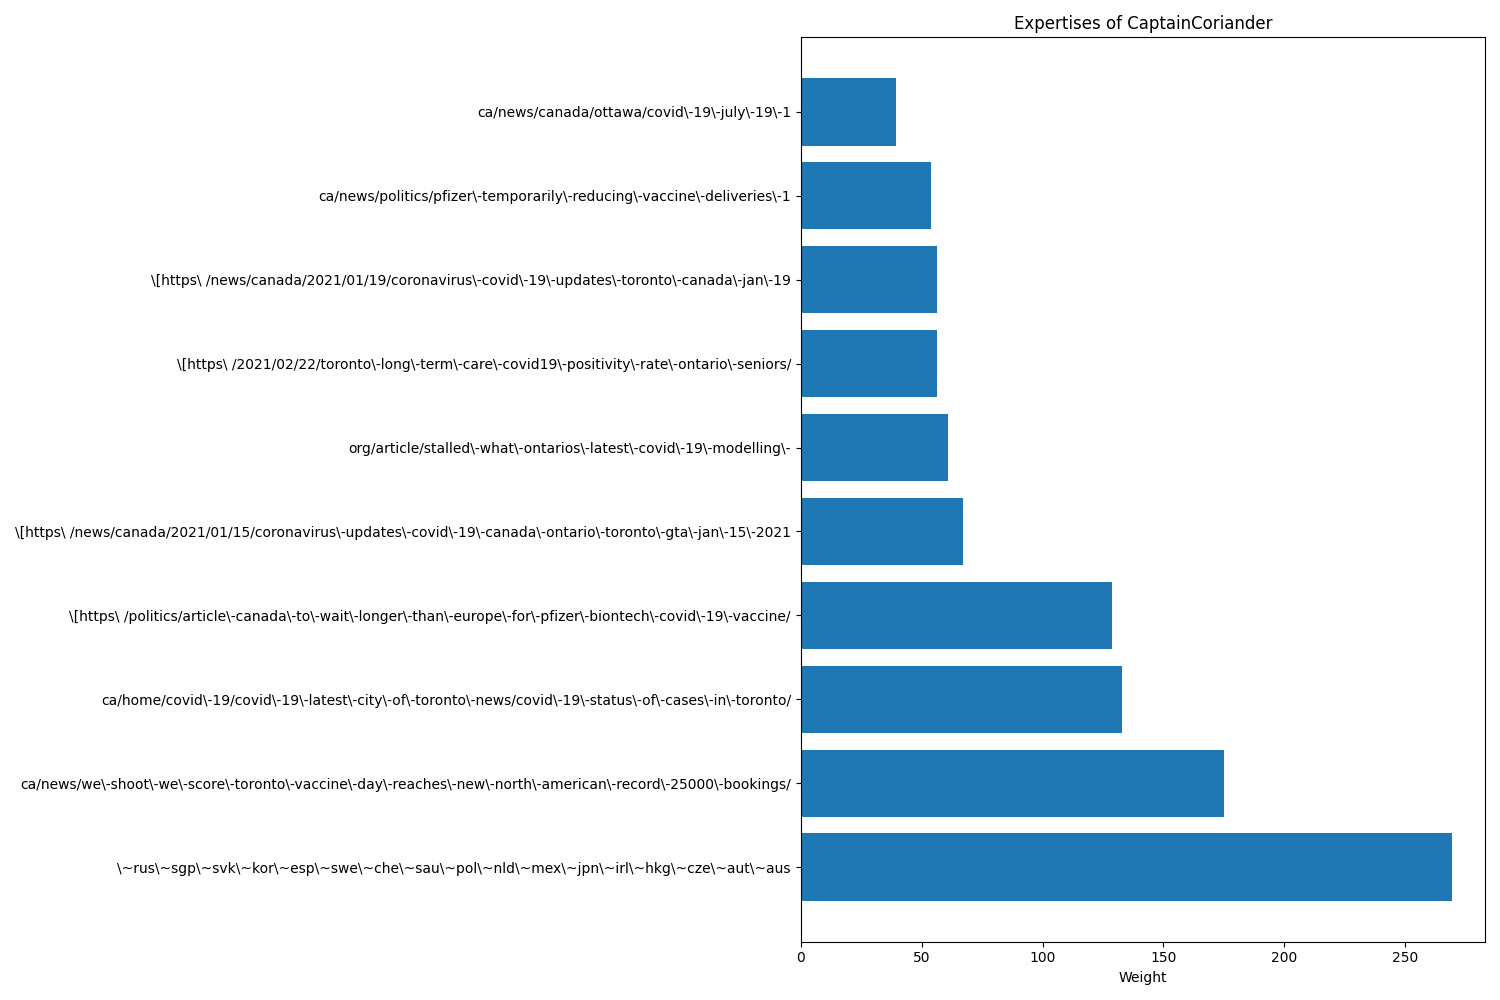 Expertises of CaptainCoriander
ca/news/canada/ottawa/covid\-19\-july\-19\-1
ca/news/politics/pfizer\-temporarily\-reducing\-vaccine\-deliveries\-1
\[https\ /news/canada/2021/01/19/coronavirus\-covid\-19\-updates\-toronto\-canada\-jan\-19
\[https\ /2021/02/22/toronto\-long\-term\-care\-covid19\-positivity\-rate\-ontario\-seniors/
org/article/stalled\-what\-ontarios\-latest\-covid\-19\-modelling\-
\[https\ /news/canada/2021/01/15/coronavirus\-updates\-covid\-19\-canada\-ontario\-toronto\-gta\-jan\-15\-2021
\[https\ /politics/article\-canada\-to\-wait\-longer\-than\-europe\-for\-pfizer\-biontech\-covid\-19\-vaccine/
ca/home/covid\-19/covid\-19\-latest\-city\-of\-toronto\-news/covid\-19\-status\-of\-cases\-in\-toronto/
ca/news/we\-shoot\-we\-score\-toronto\-vaccine\-day\-reaches\-new\-north\-american\-record\-25000\-bookings/
\~rus\~sgp\~svk\~kor\~esp\~swe\~che\~sau\~pol\~nld\~mex\~jpn\~irl\~hkg\~cze\~aut\~aus
0 50 100 150 200 250
Weight